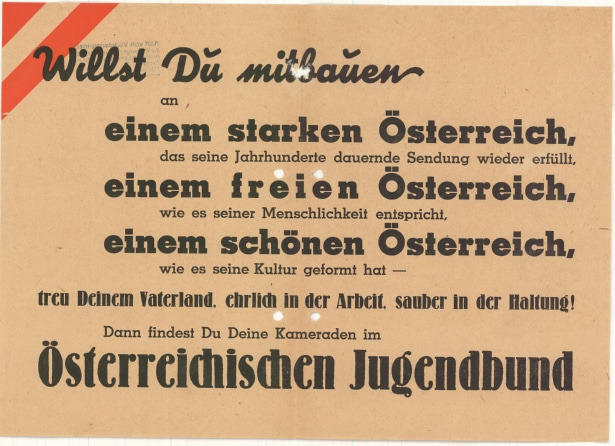 Willst Du mitbauen
an
einem starken Österreich,
das seine Jahrhunderte dauernde Sendung wieder erfüllt,
einem freien Österreich,
wie es seiner Menschlichkeit entspricht,
einem schönen Österreich,
wie es seine Kultur geformt hat —
treu Deinem Vaterland, ehrlich in der Arbeit, sauber in der Haltung!
Dann findest Du Deine Kameraden im
Österreichischen Jugendbund